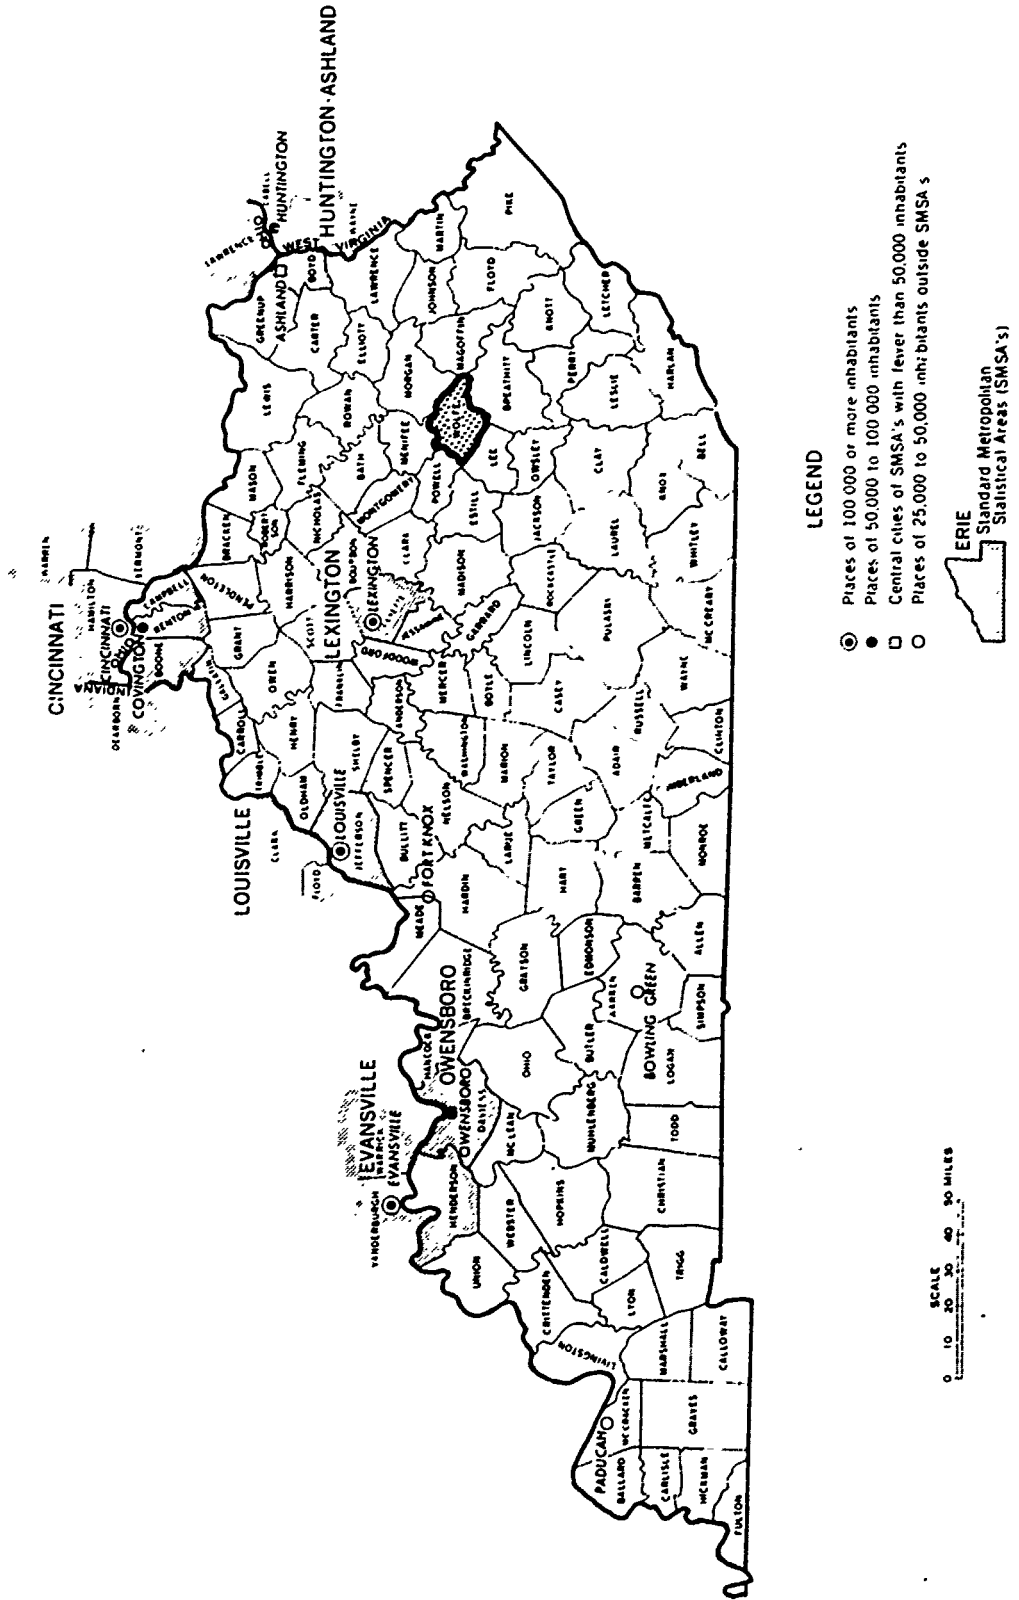 CINCINNATI
WARREN
HAMILTON
CLERMONT
CINCINNATI
OHIO
INDIANA
DEARBORN
COVINGTON
BOONE
KENTON
CAMPBELL
PENDLETON
GRANT
GALLATIN
CARROLL
TRIMBLE
OWEN
HENRY
OLDHAM
BRACKEN
MASON
ROBERTSON
HARRISON
NICHOLAS
FLEMING
LEWIS
GREENUP
ASHLAND
BOYD
CARTER
LAWRENCE
OHIO
CABELL
HUNTINGTON
HUNTINGTON-ASHLAND
WAYNE
WEST VIRGINIA
LAWRENCE
ELLIOTT
ROWAN
BATH
MORGAN
MENIFEE
MONTGOMERY
POWELL
WOLFE
MAGOFFIN
JOHNSON
MARTIN
FLOYD
PIKE
KNOTT
LETCHER
BREATHITT
PERRY
LESLIE
HARLAN
LEE
OWSLEY
CLAY
BELL
KNOX
ESTILL
JACKSON
LAUREL
WHITLEY
CLARK
BOURBON
LEXINGTON
LEXINGTON
SCOTT
FRANKLIN
WOODFORD
JESSAMINE
MADISON
GARRARD
ROCKCASTLE
PULASKI
MC CREARY
LINCOLN
BOYLE
MERCER
ANDERSON
WASHINGTON
MARION
CASEY
TAYLOR
ADAIR
RUSSELL
WAYNE
CLINTON
CUMBERLAND
SHELBY
SPENCER
LOUISVILLE
CLARK
FLOYD
LOUISVILLE
JEFFERSON
BULLITT
NELSON
FORT KNOX
MEADE
HARDIN
LARUE
GREEN
METCALFE
MONROE
HART
BARREN
ALLEN
BRECKINRIDGE
GRAYSON
EDMONSON
WARREN
BOWLING GREEN
SIMPSON
HANCOCK
OWENSBORO
OWENSBORO
DAVIESS
OHIO
BUTLER
LOGAN
EVANSVILLE
WARRICK
EVANSVILLE
VANDERBURGH
HENDERSON
MC LEAN
MUHLENBERG
TODD
UNION
WEBSTER
HOPKINS
CHRISTIAN
CRITTENDEN
CALDWELL
LYON
TRIGG
LIVINGSTON
MARSHALL
CALLOWAY
PADUCAH
MC CRACKEN
BALLARD
GRAVES
CARLISLE
HICKMAN
FULTON
LEGEND
Places of 100 000 or more inhabitants
Places of 50,000 to 100 000 inhabitants
Central cities of SMSA's with fewer than 50,000 inhabitants
Places of 25,000 to 50,000 inhabitants outside SMSA s
ERIE
Standard Metropolitan
Statistical Areas (SMSA's)
SCALE
0 10 20 30 40 50 MILES